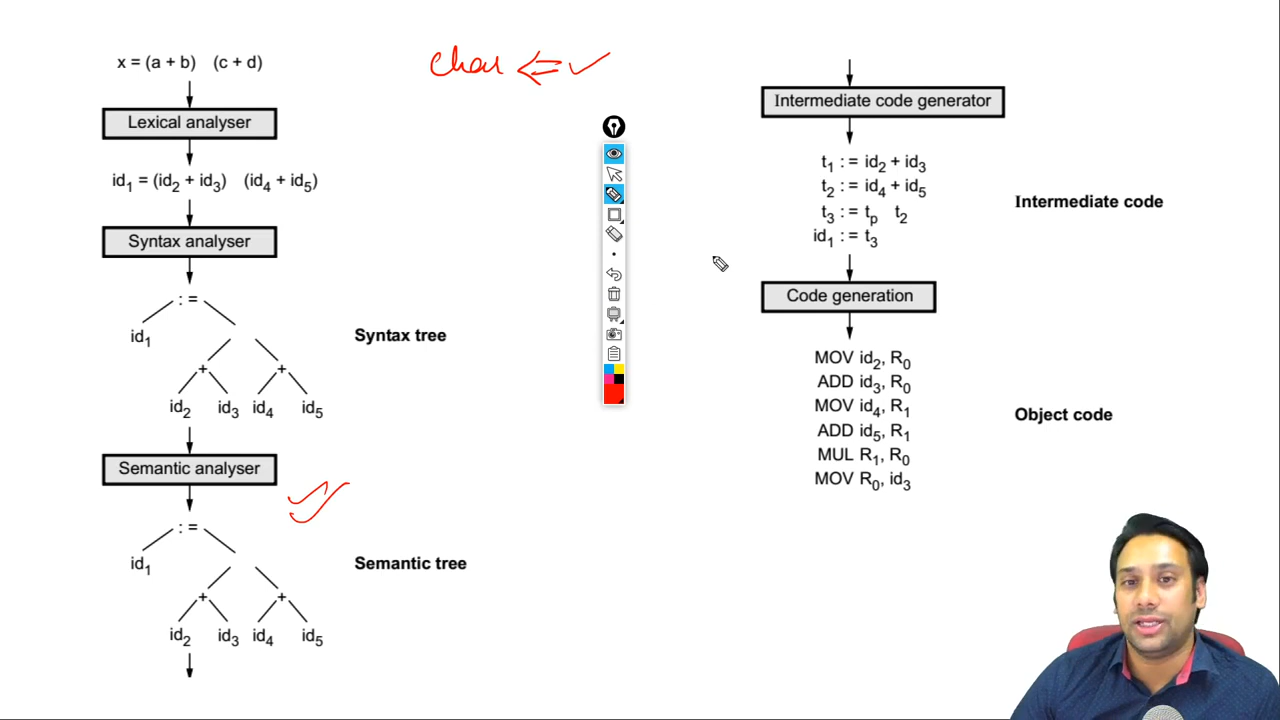 x = (a + b) (c + d)
char
Lexical analyser
id1 = (id2 + id3) (id4 + id5)
Syntax analyser
: =
id1
+ +
id2 id3 id4 id5
Syntax tree
Semantic analyser
: =
id1
+ +
id2 id3 id4 id5
Semantic tree
Intermediate code generator
t1 : = id2 + id3
t2 : = id4 + id5
t3 : = tp t2
id1 : = t3
Intermediate code
Code generation
MOV id2, R0
ADD id3, R0
MOV id4, R1
ADD id5, R1
MUL R1, R0
MOV R0, id3
Object code